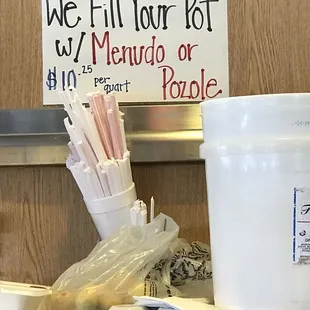 We Fill Your Pot
w/ Menudo or
$10.25 per quart Pozole